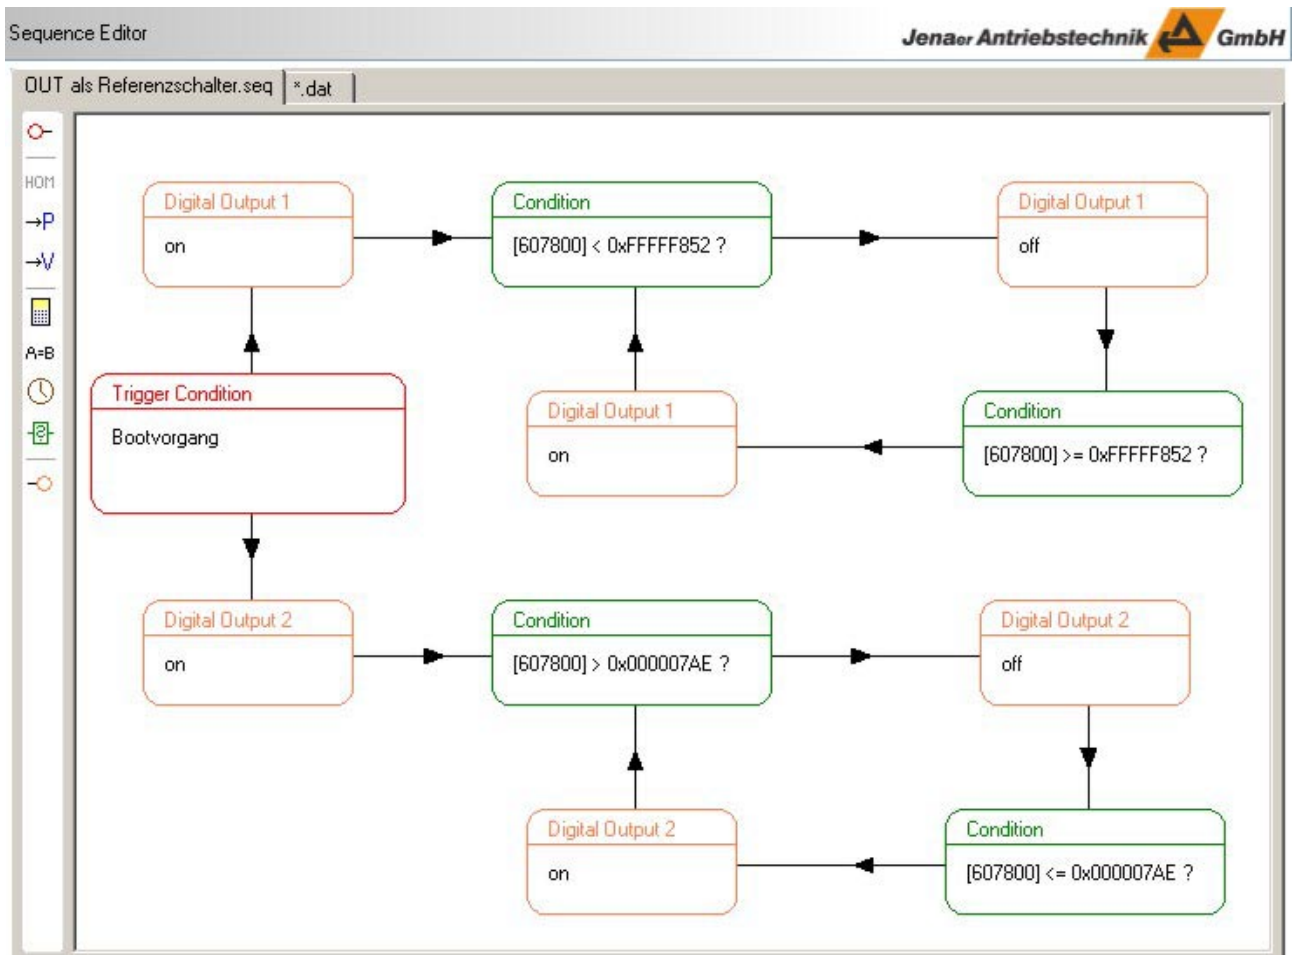 Sequence Editor
Jenaer Antriebstechnik GmbH
OUT als Referenzschalter.seq
*.dat
HOM
→P
→V
A=B
Digital Output 1
on
Condition
[607800] < 0xFFFFF852 ?
Digital Output 1
off
Trigger Condition
Bootvorgang
Digital Output 1
on
Condition
[607800] >= 0xFFFFF852 ?
Digital Output 2
on
Condition
[607800] > 0x000007AE ?
Digital Output 2
off
Digital Output 2
on
Condition
[607800] <= 0x000007AE ?